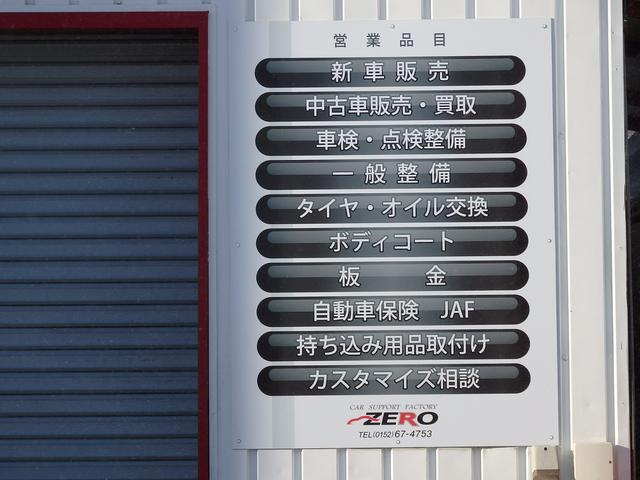 営業品目
新車販売
中古車販売・買取
車検・点検整備
一般整備
タイヤ・オイル交換
ボディコート
板　金
自動車保険　JAF
持ち込み用品取付け
カスタマイズ相談
CAR SUPPORT FACTORY
ZERO
TEL(0152)67-4753